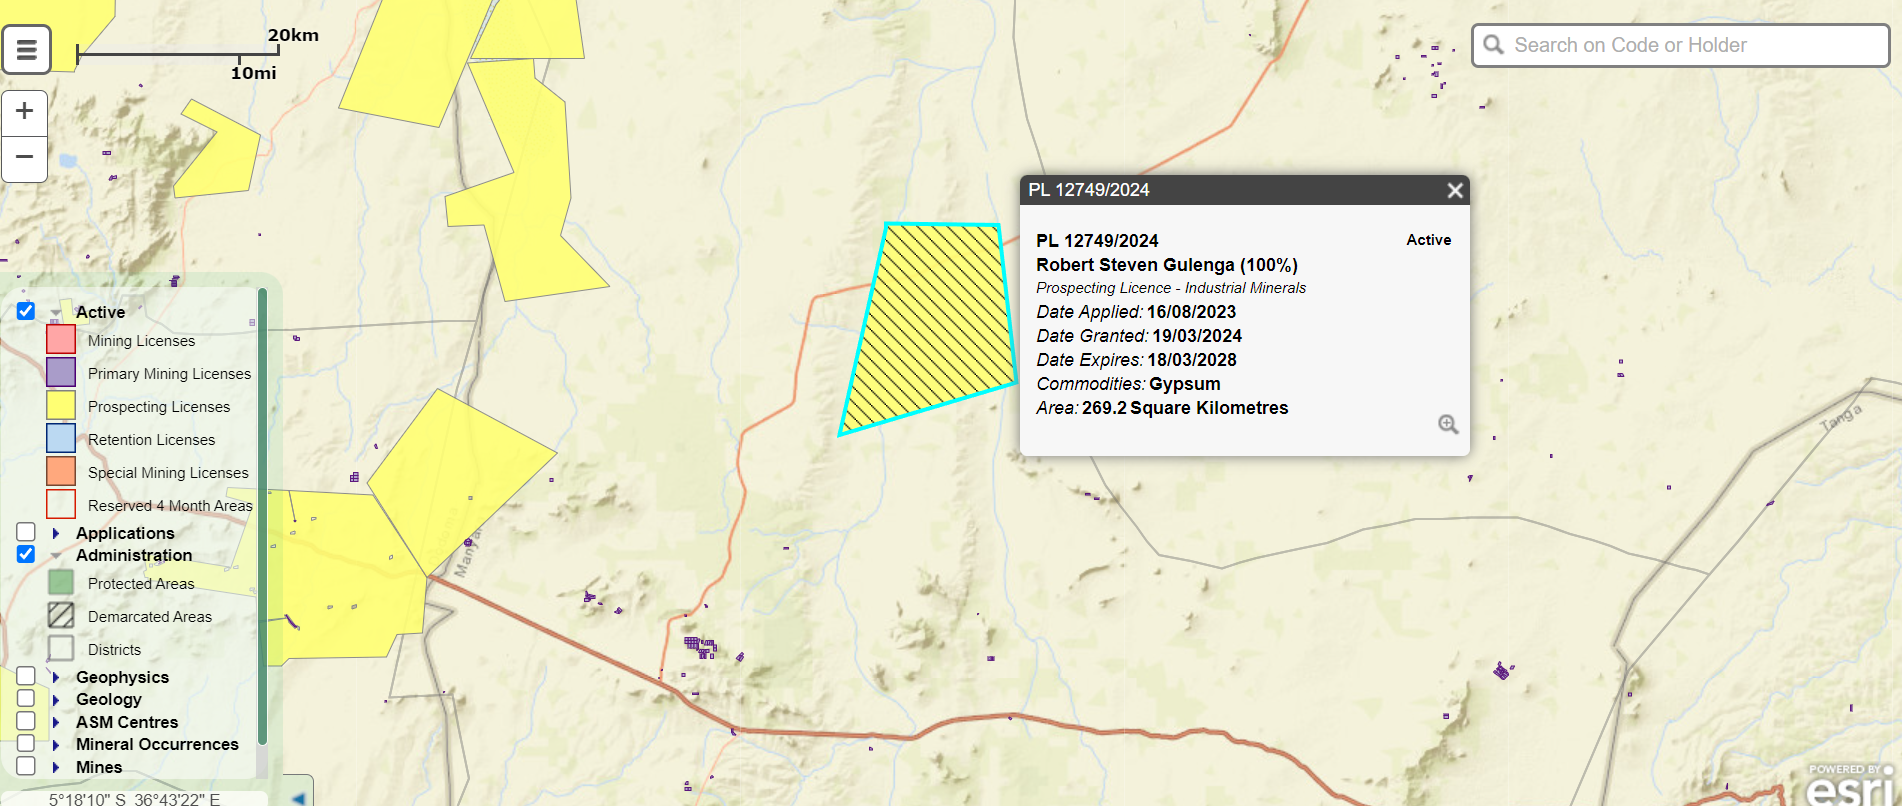 20km
10mi
+
−
Search on Code or Holder
PL 12749/2024
PL 12749/2024
Active
Robert Steven Gulenga (100%)
Prospecting Licence - Industrial Minerals
Date Applied: 16/08/2023
Date Granted: 19/03/2024
Date Expires: 18/03/2028
Commodities: Gypsum
Area: 269.2 Square Kilometres
Active
Mining Licenses
Primary Mining Licenses
Prospecting Licenses
Retention Licenses
Special Mining Licenses
Reserved 4 Month Areas
Applications
Administration
Protected Areas
Demarcated Areas
Districts
Geophysics
Geology
ASM Centres
Mineral Occurrences
Mines
Tanga
5°18'10" S 36°43'22" E
POWERED BY
esri